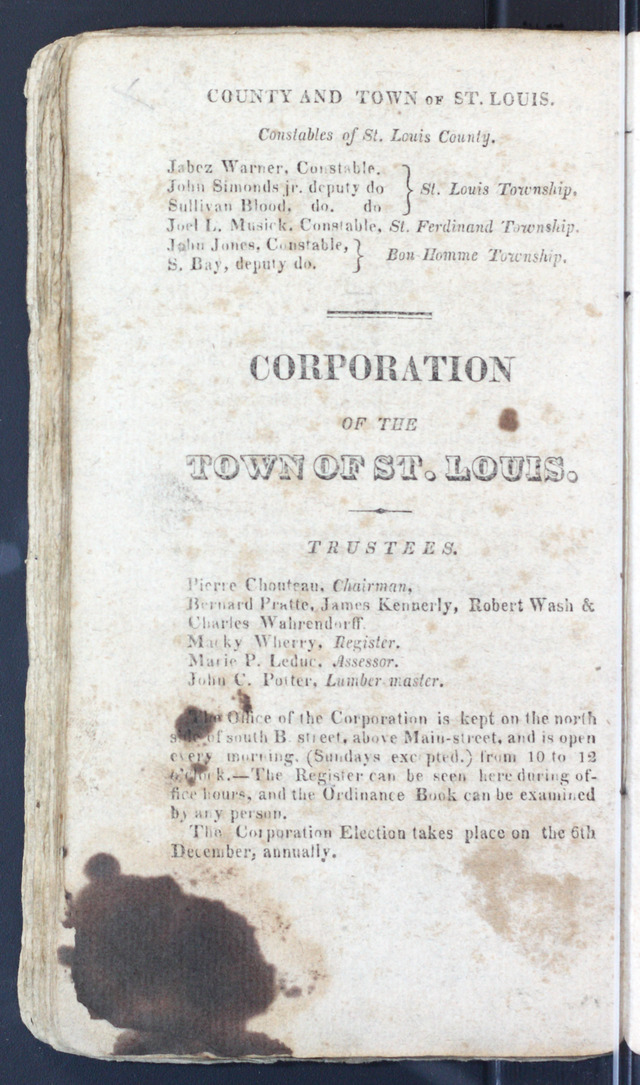 COUNTY AND TOWN OF ST. LOUIS.
Constables of St. Louis County.
Jabez Warner, Constable.
John Simonds jr. deputy do } St. Louis Township.
Sullivan Blood, do. do
Joel L. Musick, Constable, St. Ferdinand Township.
John Jones, Constable, } Bon Homme Township.
S. Bay, deputy do.
CORPORATION
OF THE
TOWN OF ST. LOUIS.
TRUSTEES.
Pierre Chouteau, Chairman,
Bernard Pratte, James Kennerly, Robert Wash &
Charles Wahrendorff.
Macky Wherry, Register.
Marie P. Leduc, Assessor.
John C. Potter, Lumber master.
The Office of the Corporation is kept on the north
side of south B. street, above Main-street, and is open
every morning, (Sundays excepted.) from 10 to 12
o'clock.—The Register can be seen here during of-
fice hours, and the Ordinance Book can be examined
by any person.
The Corporation Election takes place on the 6th
December, annually.